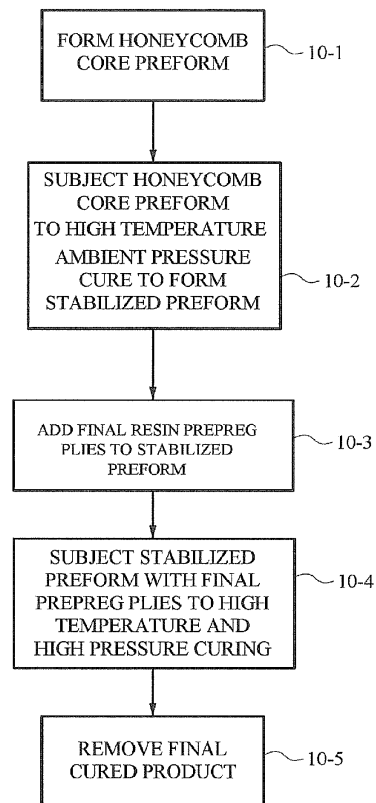 FORM HONEYCOMB
CORE PREFORM
10-1
SUBJECT HONEYCOMB
CORE PREFORM
TO HIGH TEMPERATURE
AMBIENT PRESSURE
CURE TO FORM
STABILIZED PREFORM
10-2
ADD FINAL RESIN PREPREG
PLIES TO STABILIZED
PREFORM
10-3
SUBJECT STABILIZED
PREFORM WITH FINAL
PREPREG PLIES TO HIGH
TEMPERATURE AND
HIGH PRESSURE CURING
10-4
REMOVE FINAL
CURED PRODUCT
10-5